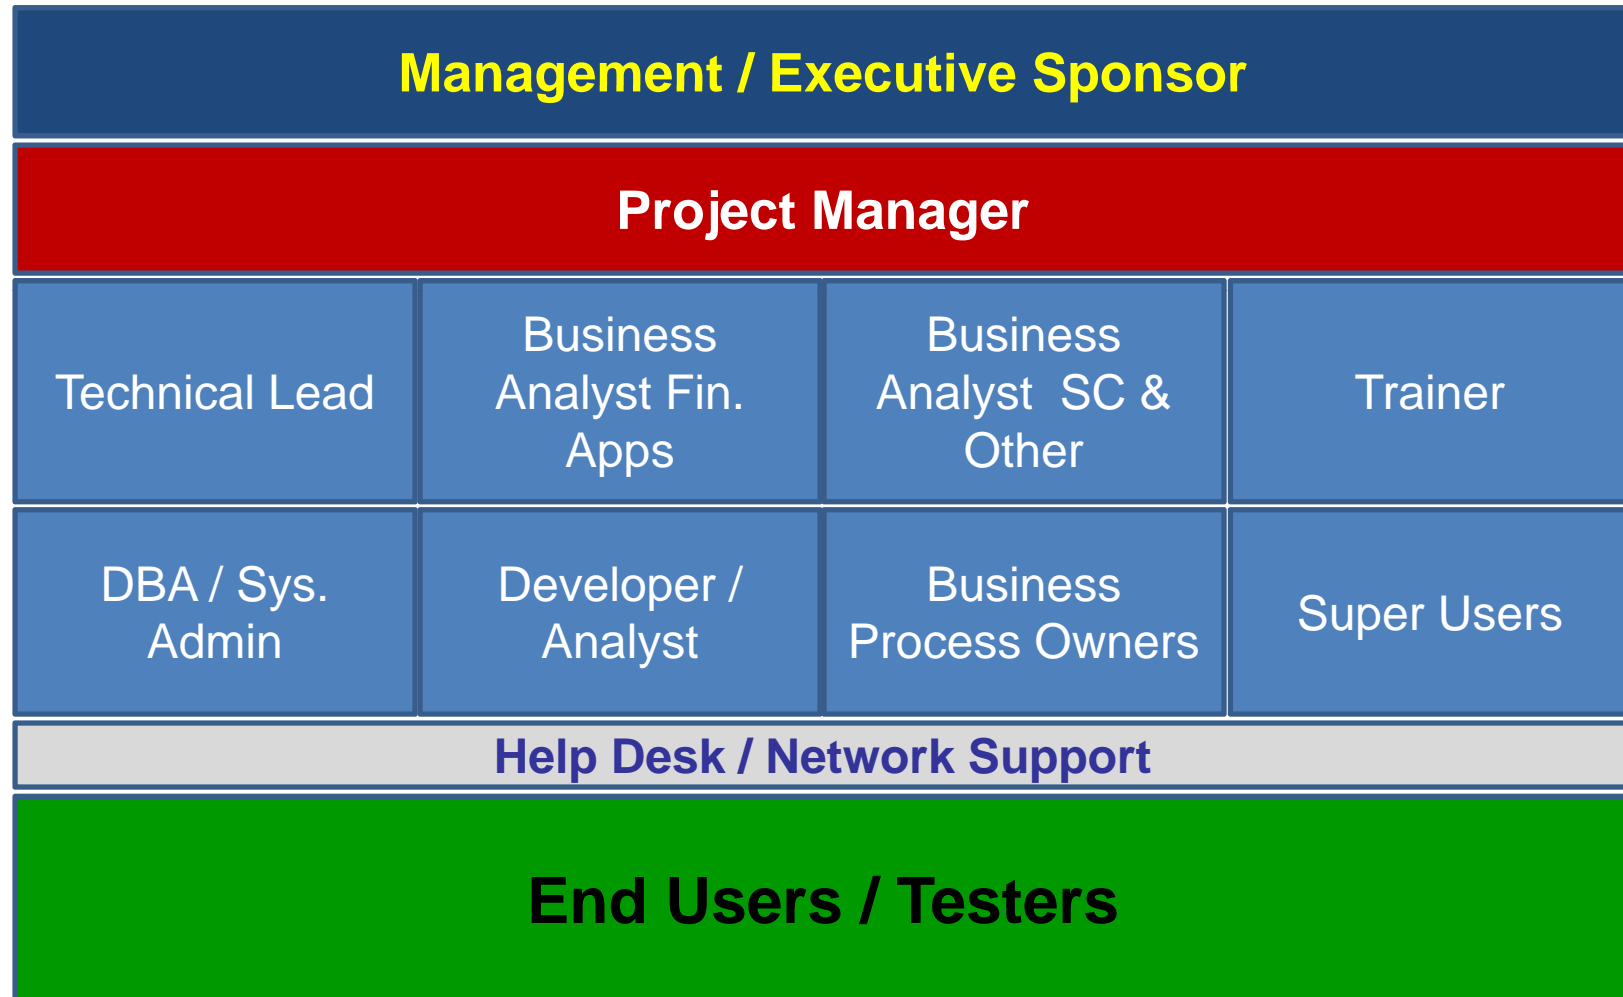 Management / Executive Sponsor
Project Manager
Technical Lead
Business
Analyst Fin.
Apps
Business
Analyst  SC &
Other
Trainer
DBA / Sys.
Admin
Developer /
Analyst
Business
Process Owners
Super Users
Help Desk / Network Support
End Users / Testers